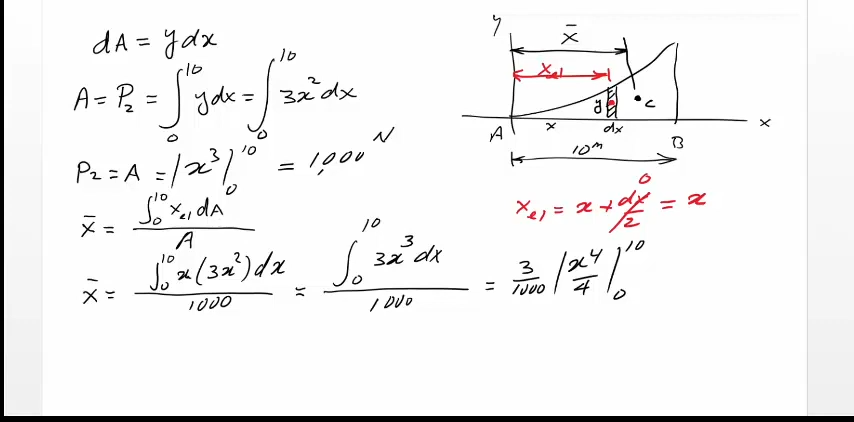 dA = y dx
A = P₂ = ∫₀¹⁰ y dx = ∫₀¹⁰ 3x² dx
P₂ = A = |x³|₀¹⁰ = 1,000 N
x̄ = ∫₀¹⁰ x_el dA / A
x̄ = ∫₀¹⁰ x(3x²) dx / 1000 = ∫₀¹⁰ 3x³ dx / 1000 = 3/1000 |x⁴/4|₀¹⁰
y
x̄
x_el
y
c
A
x
dx
B
x
10 m
x_el = x + dx/2 = x
0